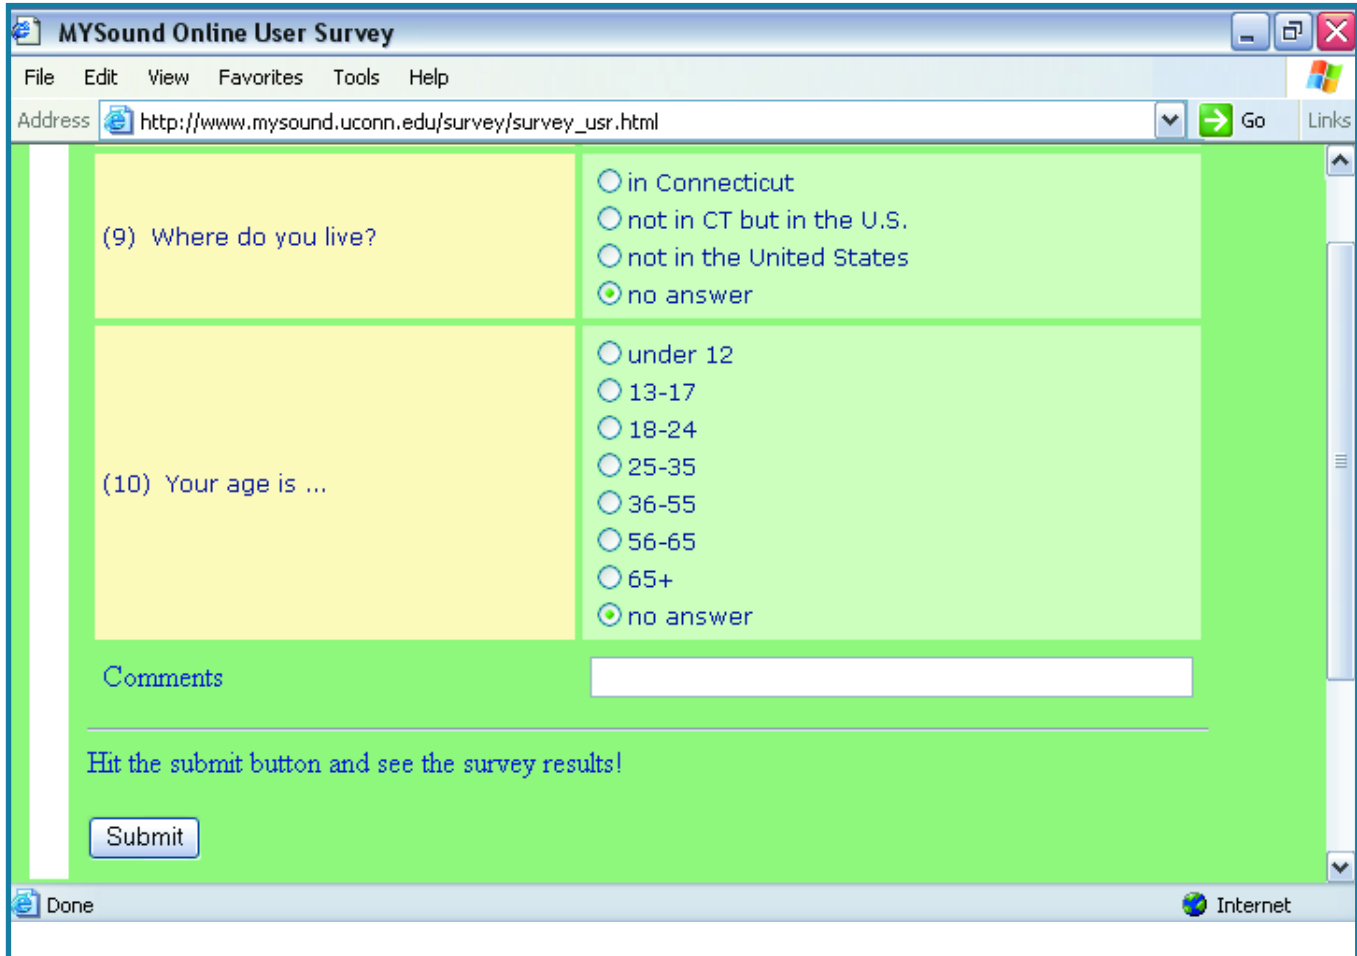 MYSound Online User Survey
File Edit View Favorites Tools Help
Address http://www.mysound.uconn.edu/survey/survey_usr.html Go Links
(9) Where do you live?
in Connecticut
not in CT but in the U.S.
not in the United States
no answer
(10) Your age is ...
under 12
13-17
18-24
25-35
36-55
56-65
65+
no answer
Comments
Hit the submit button and see the survey results!
Submit
Done Internet